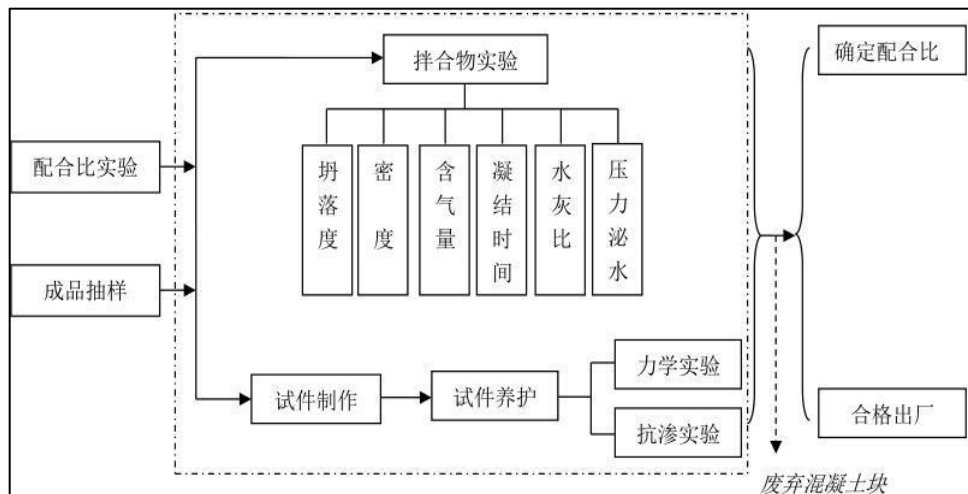 拌合物实验
确定配合比
配合比实验
坍落度
密度
含气量
凝结时间
水灰比
压力泌水
成品抽样
力学实验
试件制作
试件养护
抗渗实验
合格出厂
废弃混凝土块